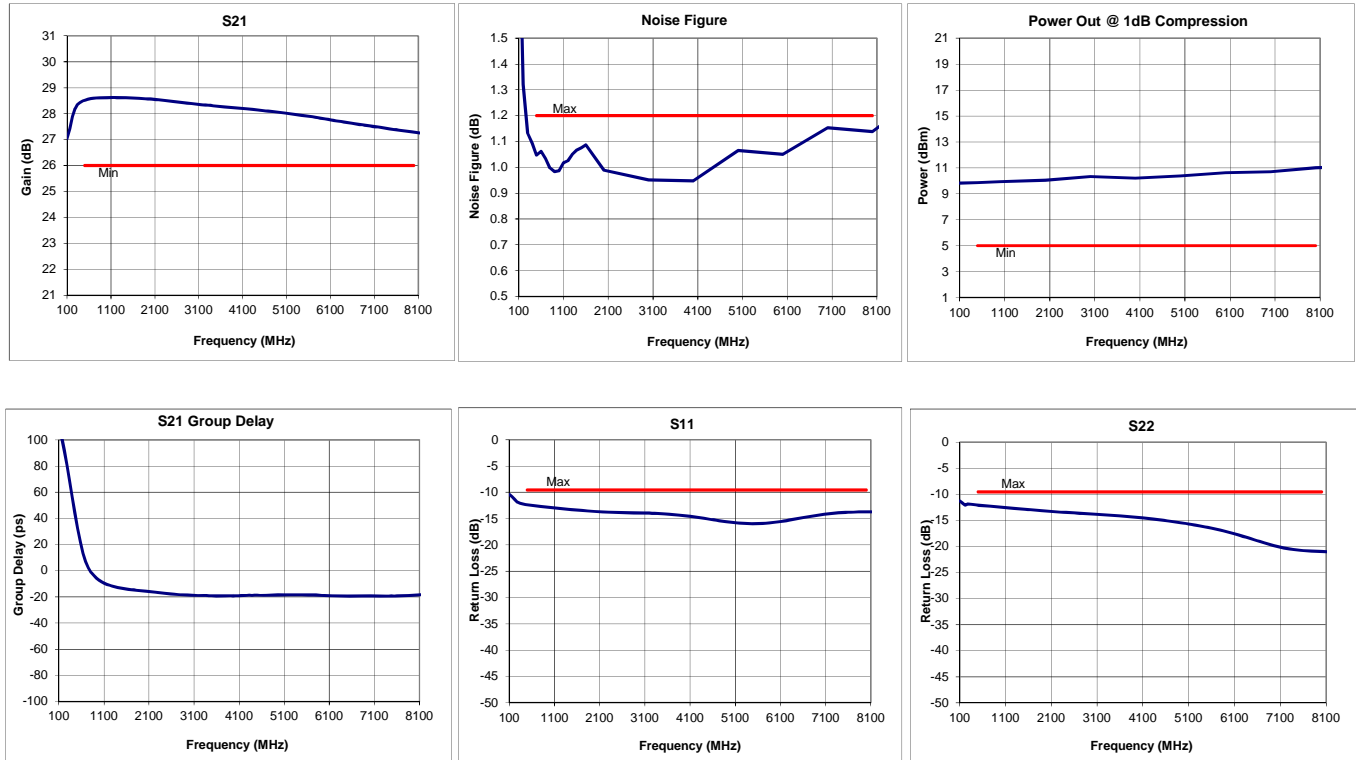 S21
31
30
29
28
27
26
25
24
23
22
21
Gain (dB)
Min
100 1100 2100 3100 4100 5100 6100 7100 8100
Frequency (MHz)
Noise Figure
1.5
1.4
1.3
1.2
1.1
1.0
0.9
0.8
0.7
0.6
0.5
Noise Figure (dB)
Max
100 1100 2100 3100 4100 5100 6100 7100 8100
Frequency (MHz)
Power Out @ 1dB Compression
21
19
17
15
13
11
9
7
5
3
1
Power (dBm)
Min
100 1100 2100 3100 4100 5100 6100 7100 8100
Frequency (MHz)
S21 Group Delay
100
80
60
40
20
0
-20
-40
-60
-80
-100
Group Delay (ps)
100 1100 2100 3100 4100 5100 6100 7100 8100
Frequency (MHz)
S11
0
-5
-10
-15
-20
-25
-30
-35
-40
-45
-50
Return Loss (dB)
Max
100 1100 2100 3100 4100 5100 6100 7100 8100
Frequency (MHz)
S22
0
-5
-10
-15
-20
-25
-30
-35
-40
-45
-50
Return Loss (dB)
Max
100 1100 2100 3100 4100 5100 6100 7100 8100
Frequency (MHz)